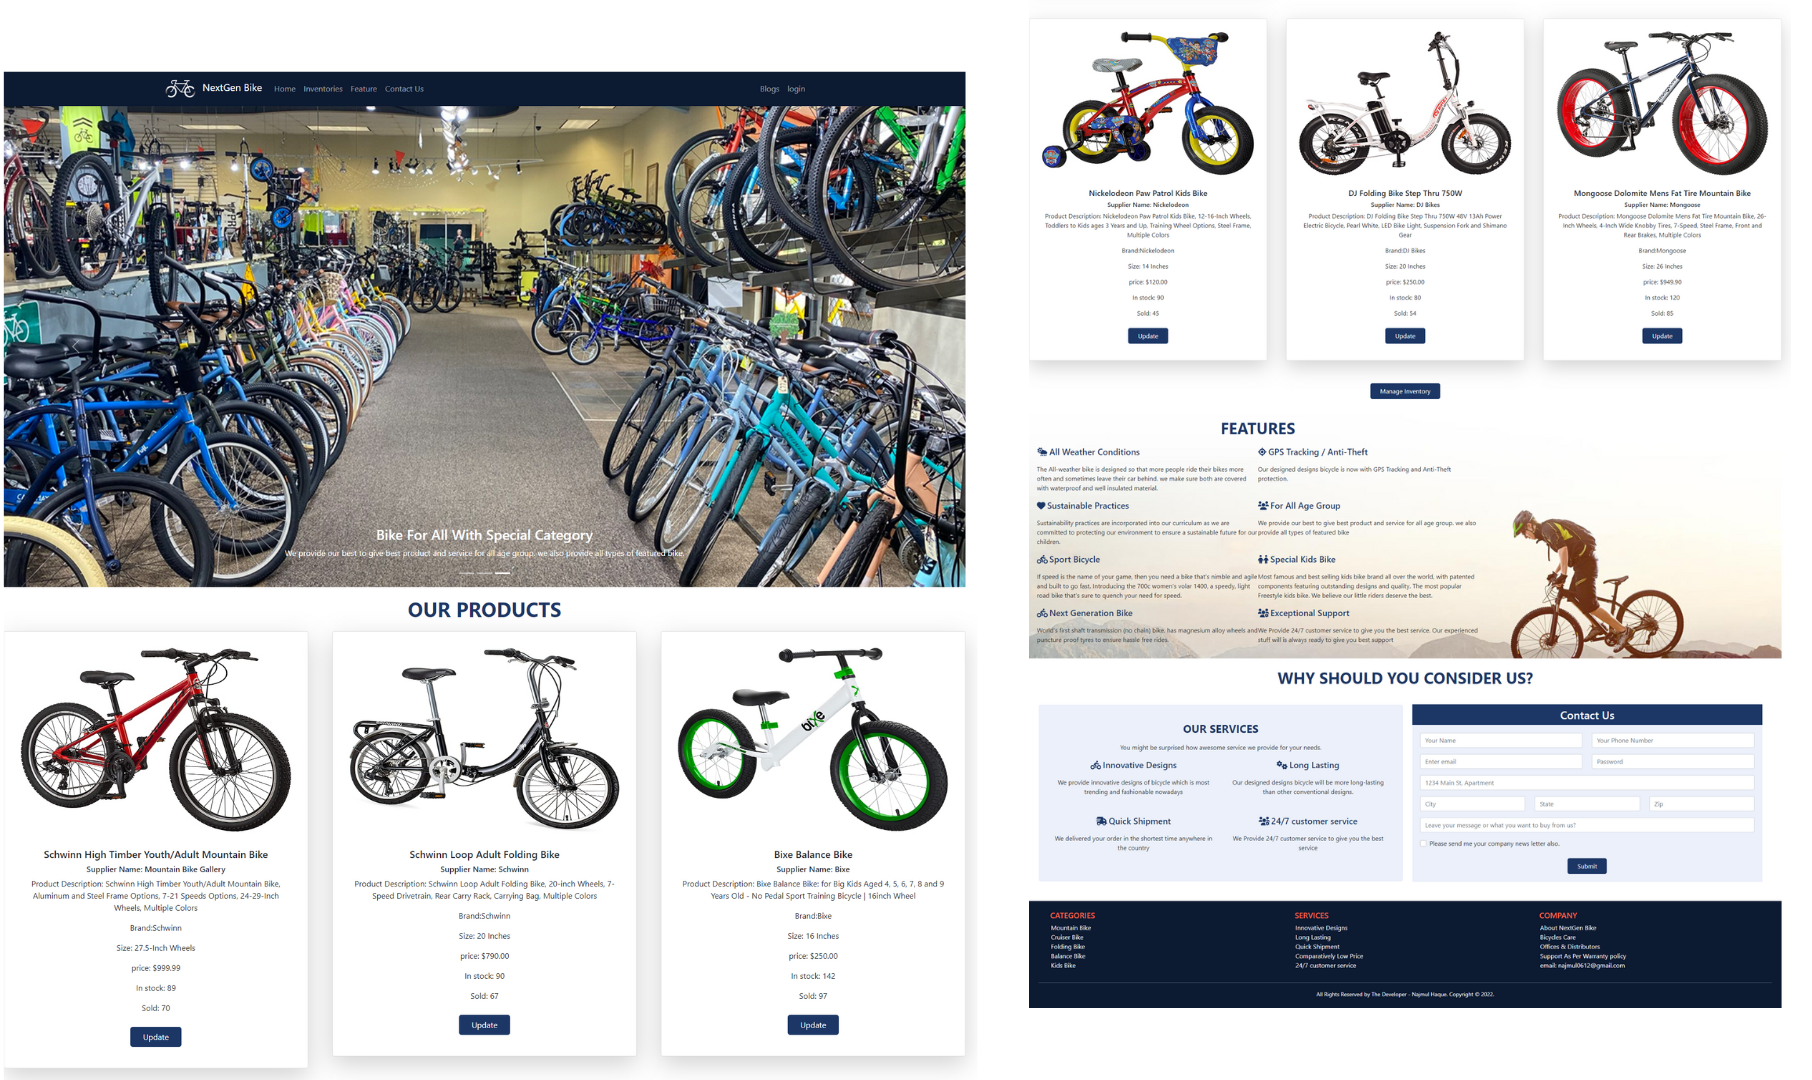 NextGen Bike Home Inventories Feature Contact Us Blogs login
Bike For All With Special Category
We provide our best to give best product and service for all age group. we also provide all types of featured bike.
OUR PRODUCTS
bixe
Schwinn High Timber Youth/Adult Mountain Bike
Supplier Name: Mountain Bike Gallery
Product Description: Schwinn High Timber Youth/Adult Mountain Bike,
Aluminum and Steel Frame Options, 7-21 Speeds Options, 24-29-Inch
Wheels, Multiple Colors
Brand:Schwinn
Size: 27.5-Inch Wheels
price: $999.99
In stock: 89
Sold: 70
Update
Schwinn Loop Adult Folding Bike
Supplier Name: Schwinn
Product Description: Schwinn Loop Adult Folding Bike, 20-inch Wheels, 7-
Speed Drivetrain, Rear Carry Rack, Carrying Bag, Multiple Colors
Brand:Schwinn
Size: 20 Inches
price: $790.00
In stock: 90
Sold: 67
Update
Bixe Balance Bike
Supplier Name: Bixe
Product Description: Bixe Balance Bike: for Big Kids Aged 4, 5, 6, 7, 8 and 9
Years Old - No Pedal Sport Training Bicycle | 16inch Wheel
Brand:Bixe
Size: 16 Inches
price: $250.00
In stock: 142
Sold: 97
Update
Nickelodeon Paw Patrol Kids Bike
Supplier Name: Nickelodeon
Product Description: Nickelodeon Paw Patrol Kids Bike, 12-16-Inch Wheels,
Toddlers to Kids ages 3 Years and Up, Training Wheel Options, Steel Frame,
Multiple Colors
Brand:Nickelodeon
Size: 14 Inches
price: $120.00
In stock: 90
Sold: 45
Update
DJ Folding Bike Step Thru 750W
Supplier Name: DJ Bikes
Product Description: DJ Folding Bike Step Thru 750W 48V 13Ah Power
Electric Bicycle, Pearl White, LED Bike Light, Suspension Fork and Shimano
Gear
Brand:DJ Bikes
Size: 20 Inches
price: $250.00
In stock: 80
Sold: 54
Update
Mongoose Dolomite Mens Fat Tire Mountain Bike
Supplier Name: Mongoose
Product Description: Mongoose Dolomite Mens Fat Tire Mountain Bike, 26-
Inch Wheels, 4-Inch Wide Knobby Tires, 7-Speed, Steel Frame, Front and
Rear Brakes, Multiple Colors
Brand:Mongoose
Size: 26 Inches
price: $949.90
In stock: 120
Sold: 85
Update
Manage Inventory
FEATURES
All Weather Conditions
The All-weather bike is designed so that more people ride their bikes more
often and sometimes leave their car behind. we make sure both are covered
with waterproof and well insulated material.
GPS Tracking / Anti-Theft
Our designed designs bicycle is now with GPS Tracking and Anti-Theft
protection.
Sustainable Practices
Sustainability practices are incorporated into our curriculum as we are
committed to protecting our environment to ensure a sustainable future for our
children.
For All Age Group
We provide our best to give best product and service for all age group. we also
provide all types of featured bike
Sport Bicycle
If speed is the name of your game, then you need a bike that's nimble and agile
and built to go fast. Introducing the 700c women's volar 1400, a speedy, light
road bike that's sure to quench your need for speed.
Special Kids Bike
Most famous and best selling kids bike brand all over the world, with patented
components featuring outstanding designs and quality, The most popular
Freestyle kids bike. We believe our little riders deserve the best.
Next Generation Bike
World's first shaft transmission (no chain) bike, has magnesium alloy wheels and
puncture proof tyres to ensure hassle free rides.
Exceptional Support
We Provide 24/7 customer service to give you the best service. Our experienced
stuff will is always ready to give you best support
WHY SHOULD YOU CONSIDER US?
OUR SERVICES
You might be surprised how awesome service we provide for your needs.
Innovative Designs
We provide innovative designs of bicycle which is most
trending and fashionable nowadays
Long Lasting
Our designed designs bicycle will be more long-lasting
than other conventional designs.
Quick Shipment
We delivered your order in the shortest time anywhere in
the country
24/7 customer service
We Provide 24/7 customer service to give you the best
service
Contact Us
Your Name
Your Phone Number
Enter email
Password
1234 Main St, Apartment
City
State
Zip
Leave your message or what you want to buy from us?
Please send me your company news letter also.
Submit
CATEGORIES
Mountain Bike
Cruiser Bike
Folding Bike
Balance Bike
Kids Bike
SERVICES
Innovative Designs
Long Lasting
Quick Shipment
Comparatively Low Price
24/7 customer service
COMPANY
About NextGen Bike
Bicycles Care
Offices & Distributors
Support As Per Warranty policy
email: najmul0612@gmail.com
All Rights Reserved by The Developer - Najmul Haque. Copyright © 2022.